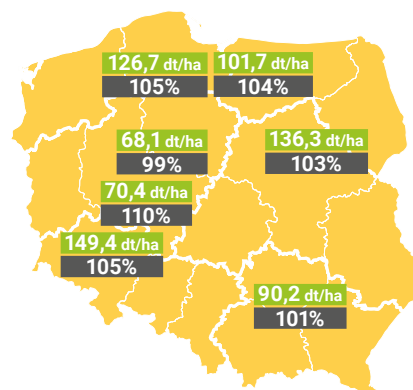 126,7 dt/ha
105%
101,7 dt/ha
104%
68,1 dt/ha
99%
136,3 dt/ha
103%
70,4 dt/ha
110%
149,4 dt/ha
105%
90,2 dt/ha
101%